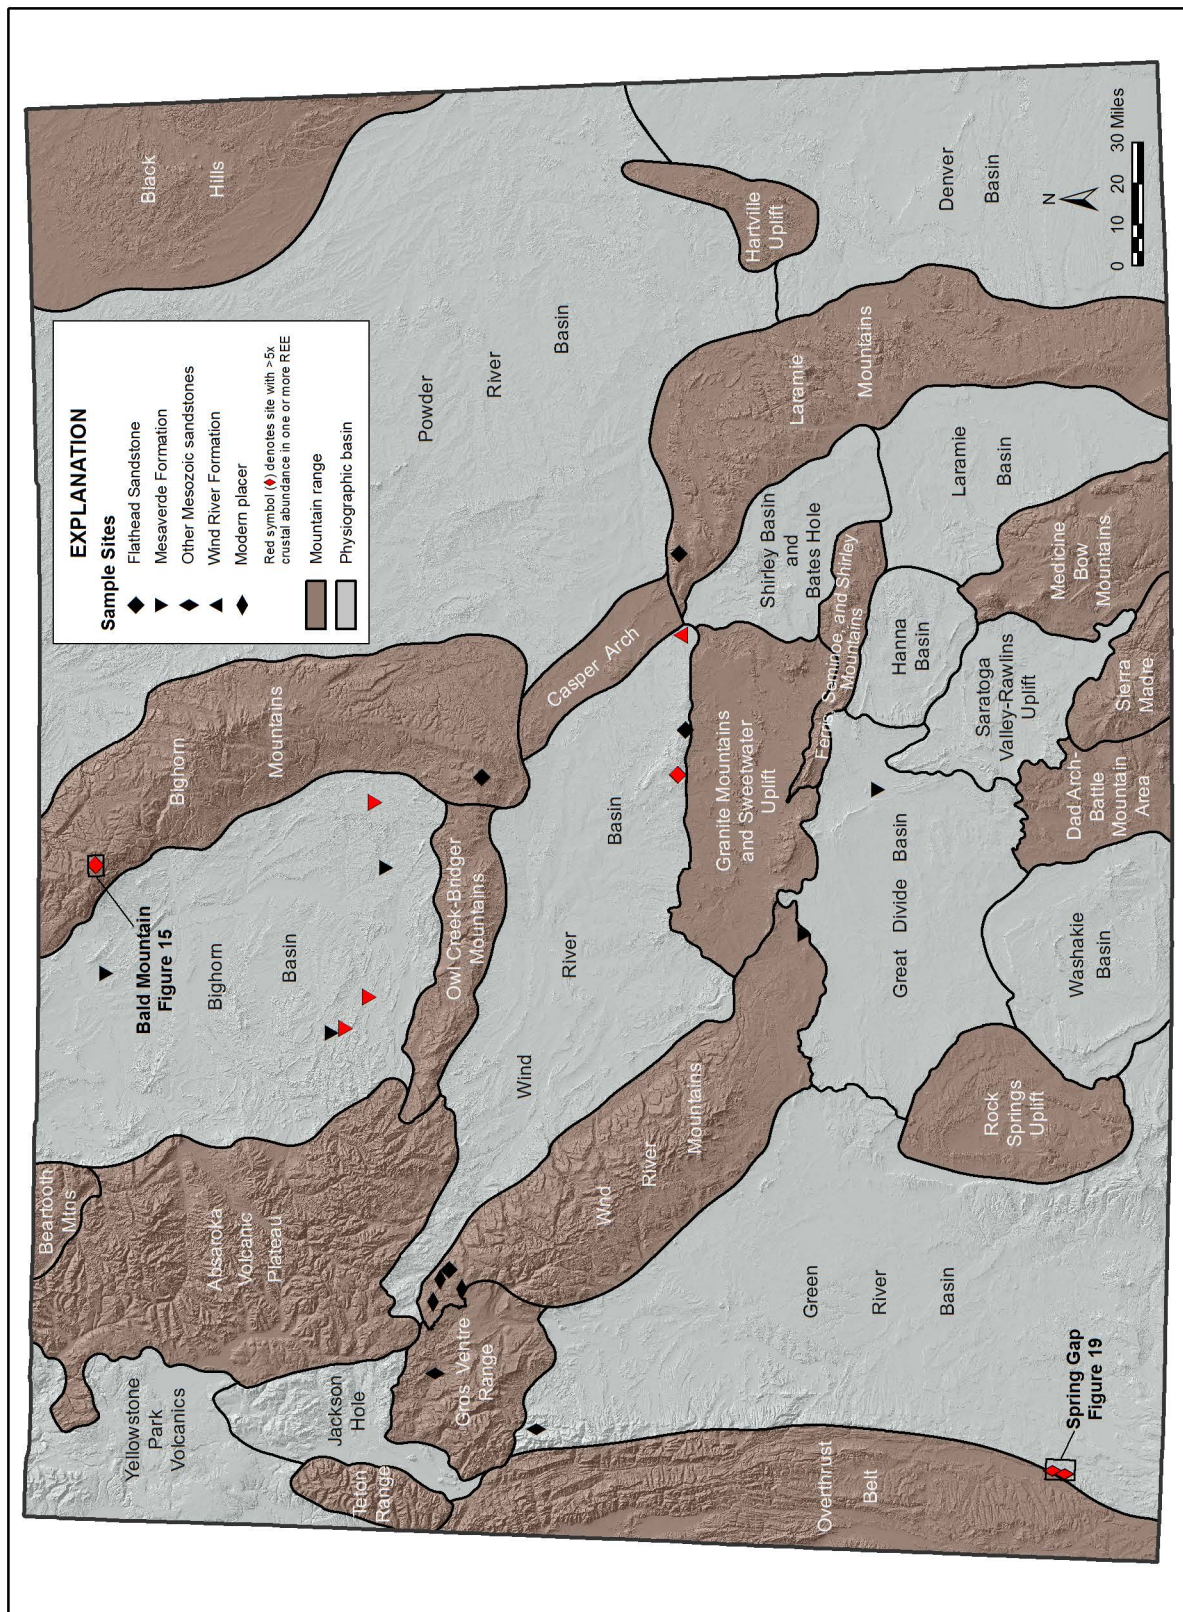 EXPLANATION
Sample Sites
Flathead Sandstone
Mesaverde Formation
Other Mesozoic sandstones
Wind River Formation
Modern placer
Red symbol (♦) denotes site with >5x
crustal abundance in one or more REE
Mountain range
Physiographic basin
Yellowstone
Park
Volcanics
Beartooth
Mtns
Absaroka
Volcanic
Plateau
Bald Mountain
Figure 15
Bighorn
Basin
Bighorn
Mountains
Black
Hills
Powder
River
Basin
Teton
Range
Jackson
Hole
Gros Ventre
Range
Owl Creek-Bridger
Mountains
Wind
River
Basin
Casper Arch
Wind
River
Mountains
Granite Mountains
and Sweetwater
Uplift
Shirley Basin
and
Bates Hole
Ferris, Seminoe, and Shirley
Mountains
Laramie
Mountains
Hartville
Uplift
Overthrust
Belt
Green
River
Basin
Great Divide Basin
Hanna
Basin
Laramie
Basin
Denver
Basin
Rock
Springs
Uplift
Washakie
Basin
Saratoga
Valley-Rawlins
Uplift
Medicine
Bow
Mountains
Dad Arch-
Battle
Mountain
Area
Sierra
Madre
Spring Gap
Figure 19
N
0 10 20 30 Miles